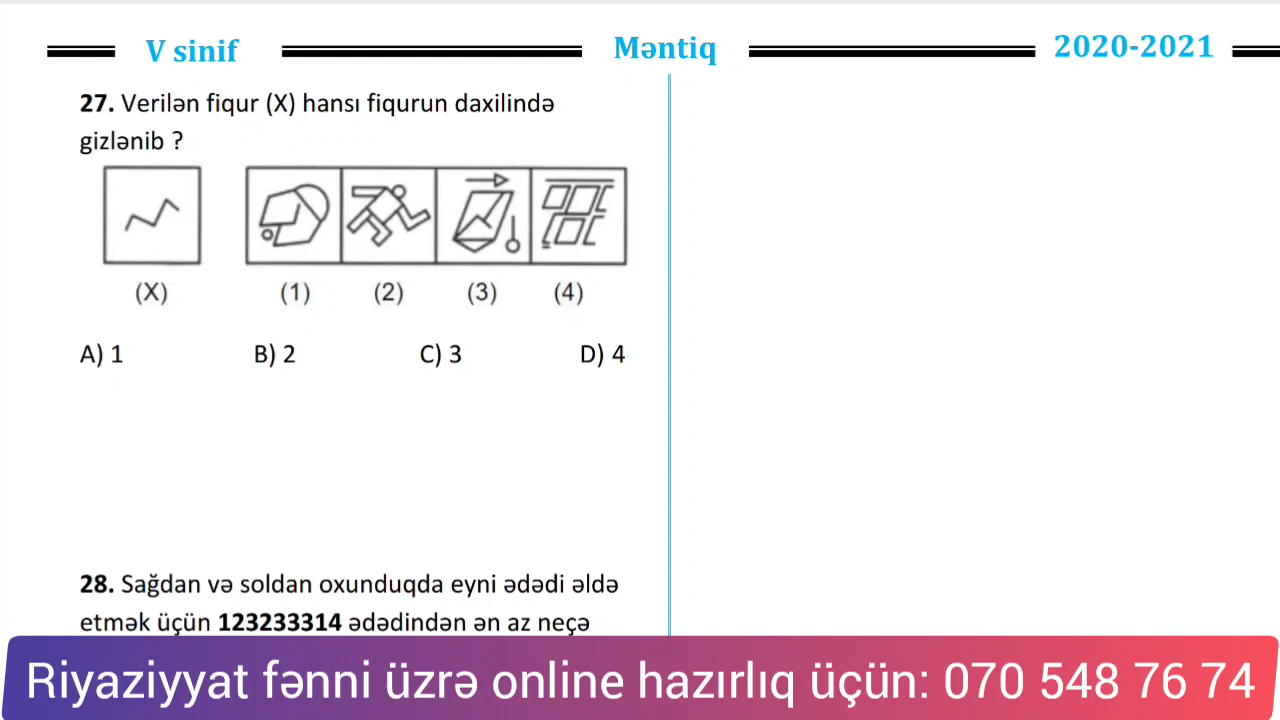 V sinif Məntiq 2020-2021
27. Verilən fiqur (X) hansı fiqurun daxilində
gizlənib ?
(X) (1) (2) (3) (4)
A) 1 B) 2 C) 3 D) 4
28. Sağdan və soldan oxunduqda eyni ədədi əldə
etmək üçün 123233314 ədədindən ən az neçə
Riyaziyyat fənni üzrə online hazırlıq üçün: 070 548 76 74